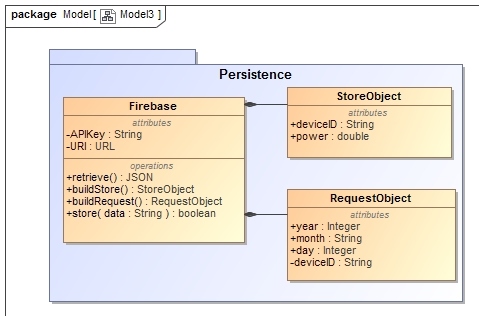 package Model[ Model3 ]
Persistence
Firebase
attributes
-APIKey : String
-URI : URL
operations
+retrieve() : JSON
+buildStore() : StoreObject
+buildRequest() : RequestObject
+store( data : String ) : boolean
StoreObject
attributes
+deviceID : String
+power : double
RequestObject
attributes
+year : Integer
+month : String
+day : Integer
-deviceID : String